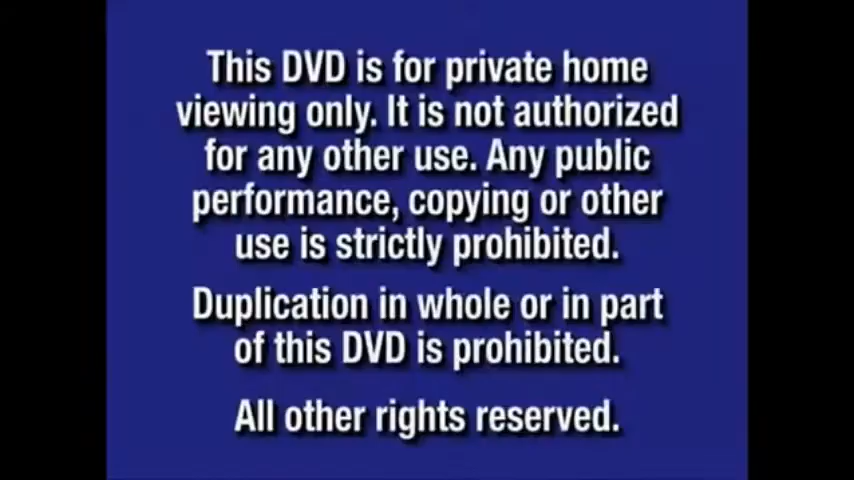 This DVD is for private home
viewing only. It is not authorized
for any other use. Any public
performance, copying or other
use is strictly prohibited.
Duplication in whole or in part
of this DVD is prohibited.
All other rights reserved.